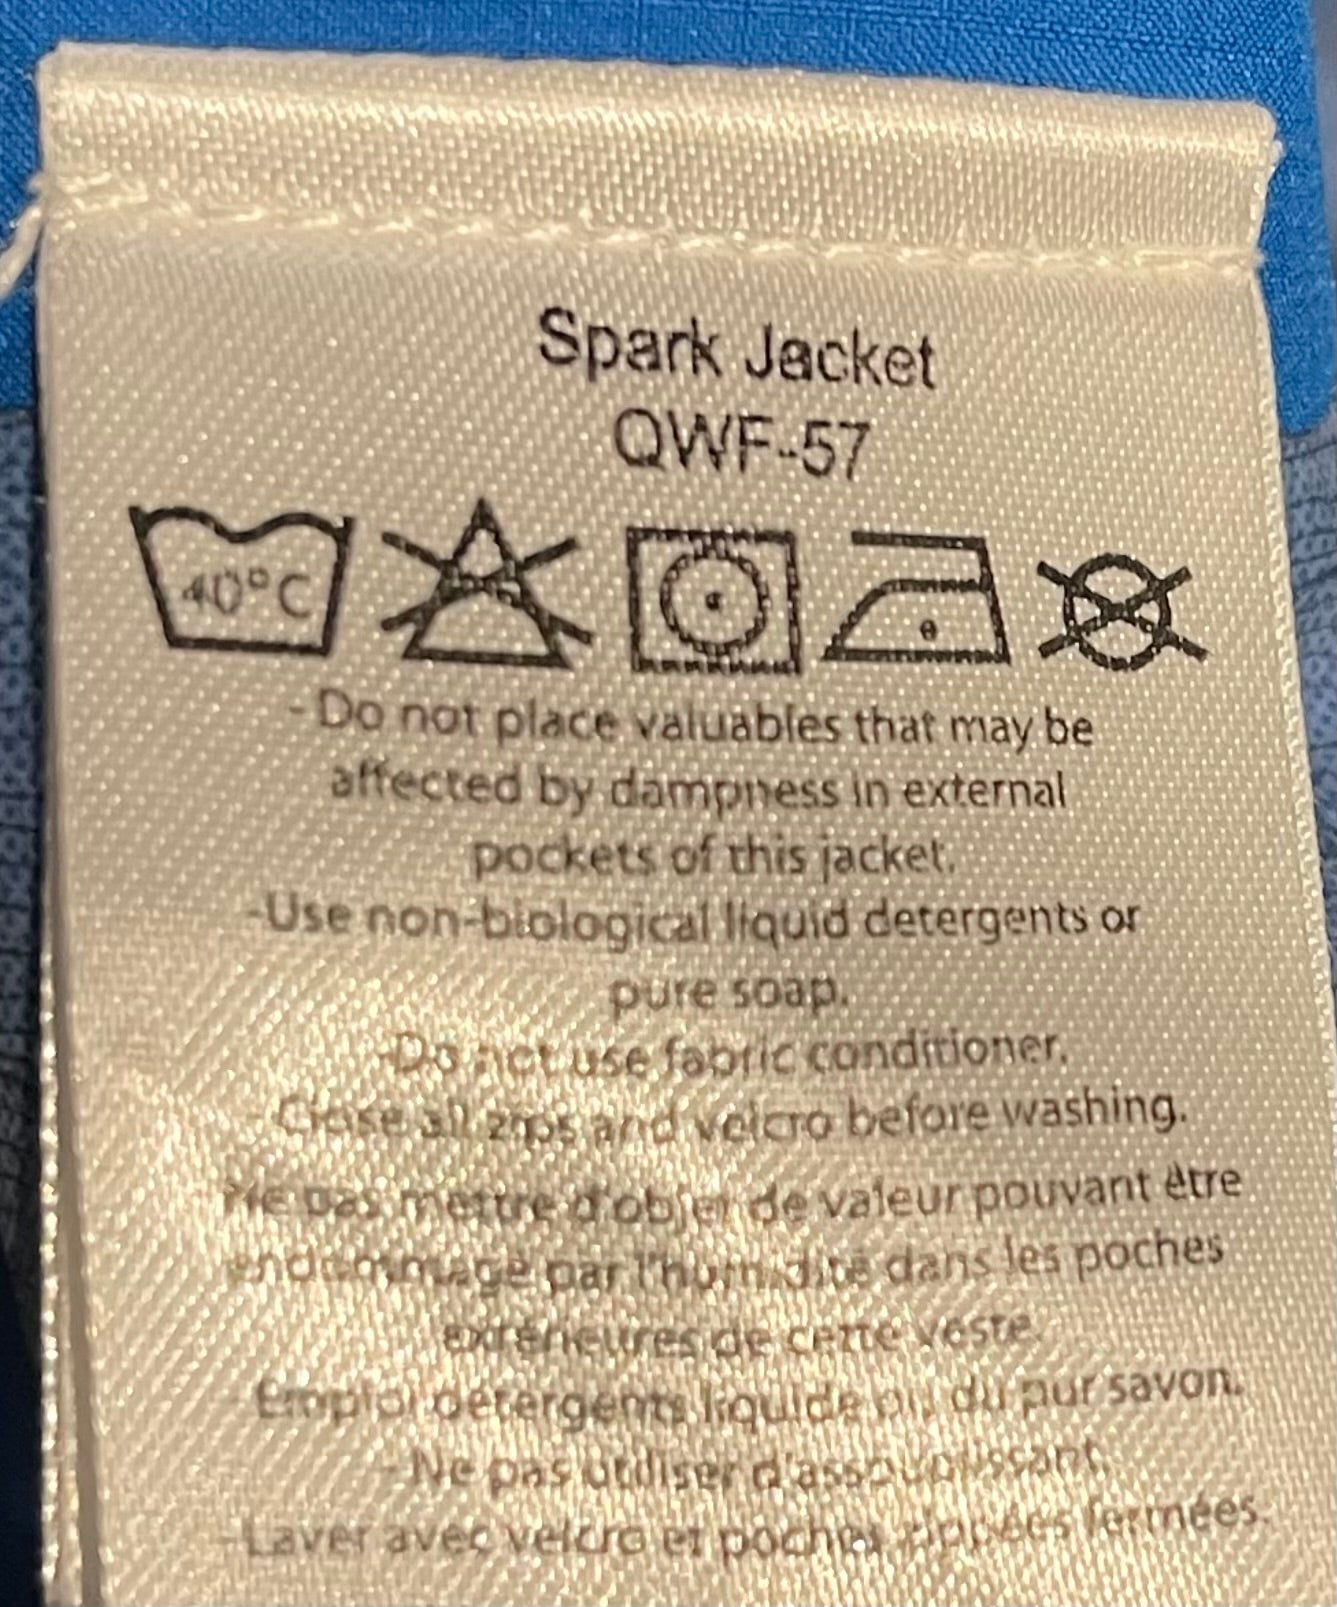 Spark Jacket
QWF-57
40°C
- Do not place valuables that may be
affected by dampness in external
pockets of this jacket.
-Use non-biological liquid detergents or
pure soap.
-Do not use fabric conditioner.
-Close all zips and velcro before washing.
Ne pas mettre d'objet de valeur pouvant être
endommagé par l'humidité dans les poches
extérieures de cette veste.
Emploi detergents liquide ou du pur savon.
-Ne pas utiliser d'assouplissant.
-Laver avec velcro et poches zippées fermées.